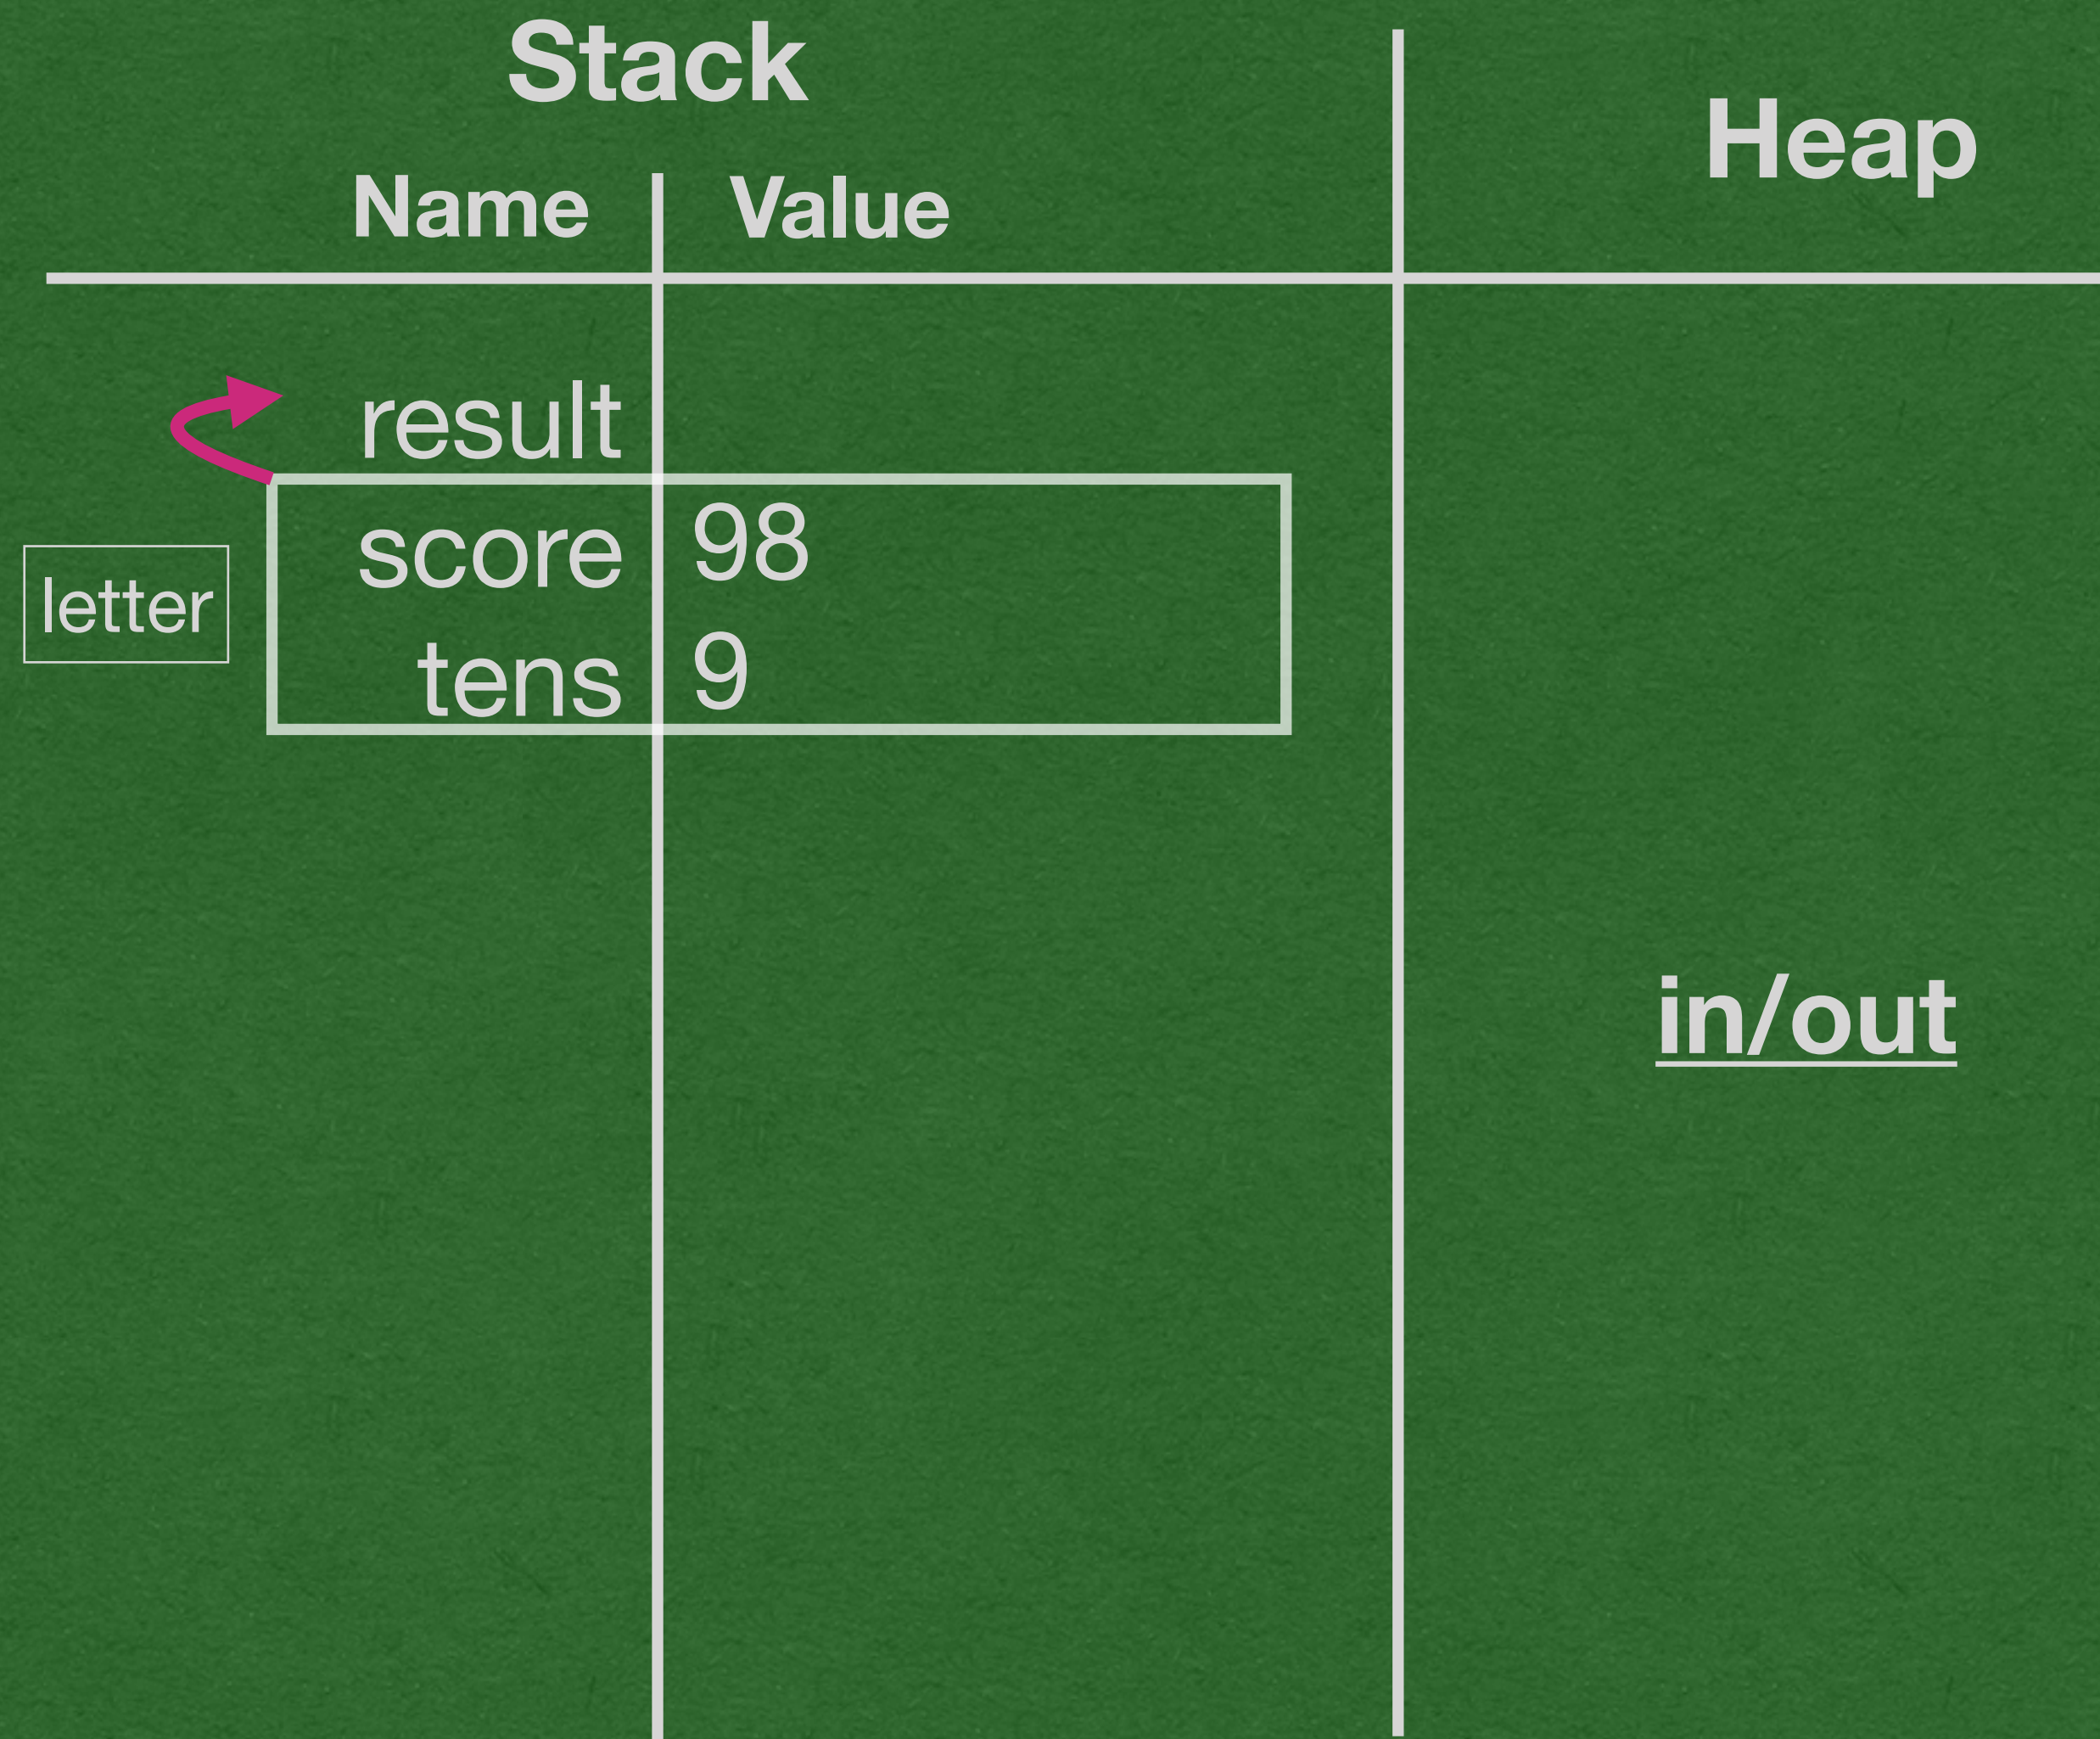 Stack
Heap
Name Value
result
score 98
letter
tens 9
in/out